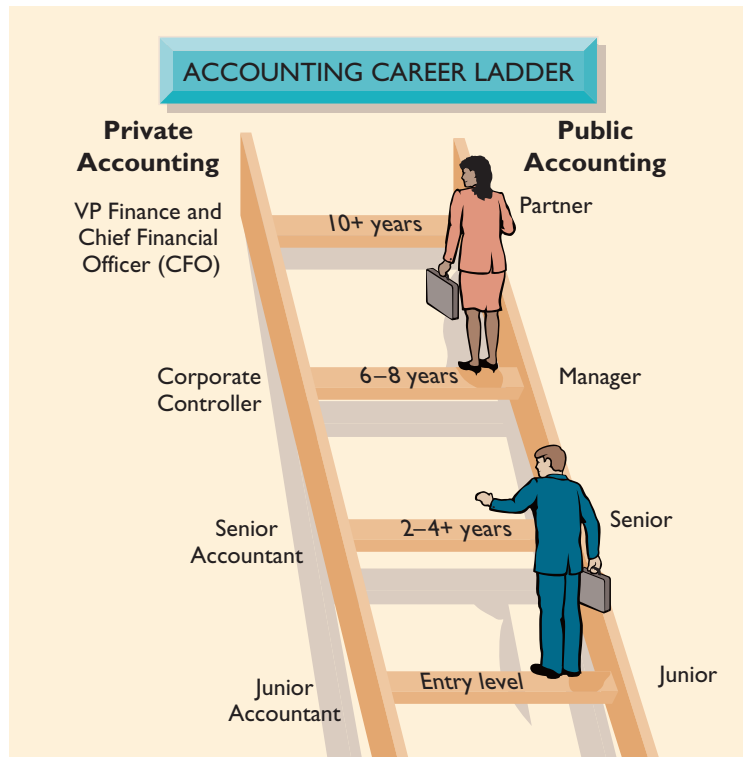 ACCOUNTING CAREER LADDER
Private
Accounting
Public
Accounting
VP Finance and
Chief Financial
Officer (CFO)
10+ years
Partner
Corporate
Controller
6–8 years
Manager
Senior
Accountant
2–4+ years
Senior
Junior
Accountant
Entry level
Junior